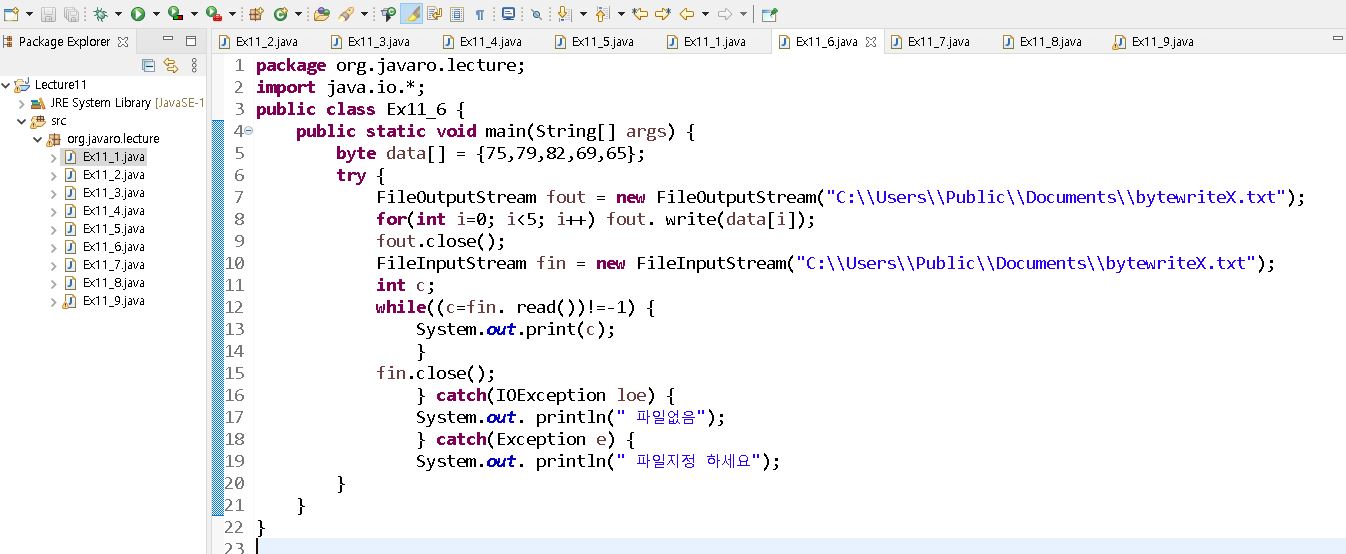 Package Explorer
Ex11_2.java Ex11_3.java Ex11_4.java Ex11_5.java Ex11_1.java Ex11_6.java Ex11_7.java Ex11_8.java Ex11_9.java
Lecture11
JRE System Library [JavaSE-1
src
org.javaro.lecture
Ex11_1.java
Ex11_2.java
Ex11_3.java
Ex11_4.java
Ex11_5.java
Ex11_6.java
Ex11_7.java
Ex11_8.java
Ex11_9.java
1 package org.javaro.lecture;
2 import java.io.*;
3 public class Ex11_6 {
4 public static void main(String[] args) {
5 byte data[] = {75,79,82,69,65};
6 try {
7 FileOutputStream fout = new FileOutputStream("C:\\Users\\Public\\Documents\\bytewriteX.txt");
8 for(int i=0; i<5; i++) fout. write(data[i]);
9 fout.close();
10 FileInputStream fin = new FileInputStream("C:\\Users\\Public\\Documents\\bytewriteX.txt");
11 int c;
12 while((c=fin. read())!=-1) {
13 System.out.print(c);
14 }
15 fin.close();
16 } catch(IOException loe) {
17 System.out. println(" 파일없음");
18 } catch(Exception e) {
19 System.out. println(" 파일지정 하세요");
20 }
21 }
22 }
23